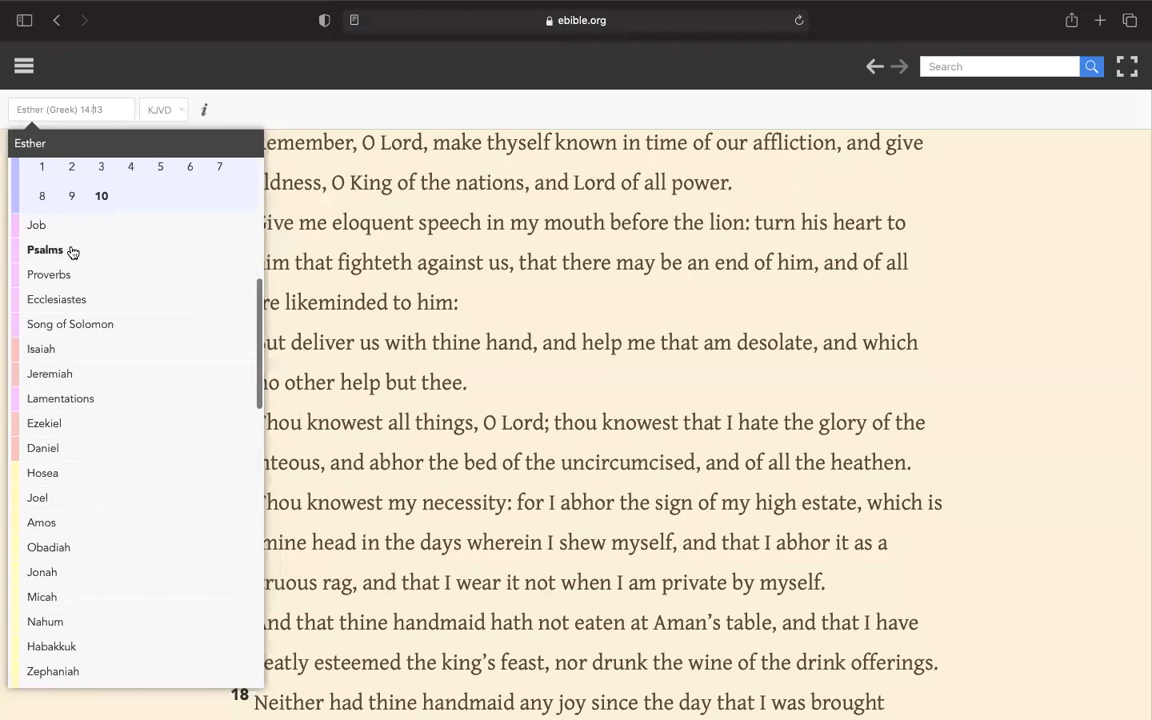 ebible.org
Search
Esther (Greek) 14:13
KJVD
i
Esther
1 2 3 4 5 6 7
8 9 10
Job
Psalms
Proverbs
Ecclesiastes
Song of Solomon
Isaiah
Jeremiah
Lamentations
Ezekiel
Daniel
Hosea
Joel
Amos
Obadiah
Jonah
Micah
Nahum
Habakkuk
Zephaniah
emember, O Lord, make thyself known in time of our affliction, and give
ldness, O King of the nations, and Lord of all power.
ive me eloquent speech in my mouth before the lion: turn his heart to
im that fighteth against us, that there may be an end of him, and of all
re likeminded to him:
ut deliver us with thine hand, and help me that am desolate, and which
no other help but thee.
Thou knowest all things, O Lord; thou knowest that I hate the glory of the
hteous, and abhor the bed of the uncircumcised, and of all the heathen.
Thou knowest my necessity: for I abhor the sign of my high estate, which is
mine head in the days wherein I shew myself, and that I abhor it as a
truous rag, and that I wear it not when I am private by myself.
And that thine handmaid hath not eaten at Aman's table, and that I have
eatly esteemed the king's feast, nor drunk the wine of the drink offerings.
18 Neither had thine handmaid any joy since the day that I was brought